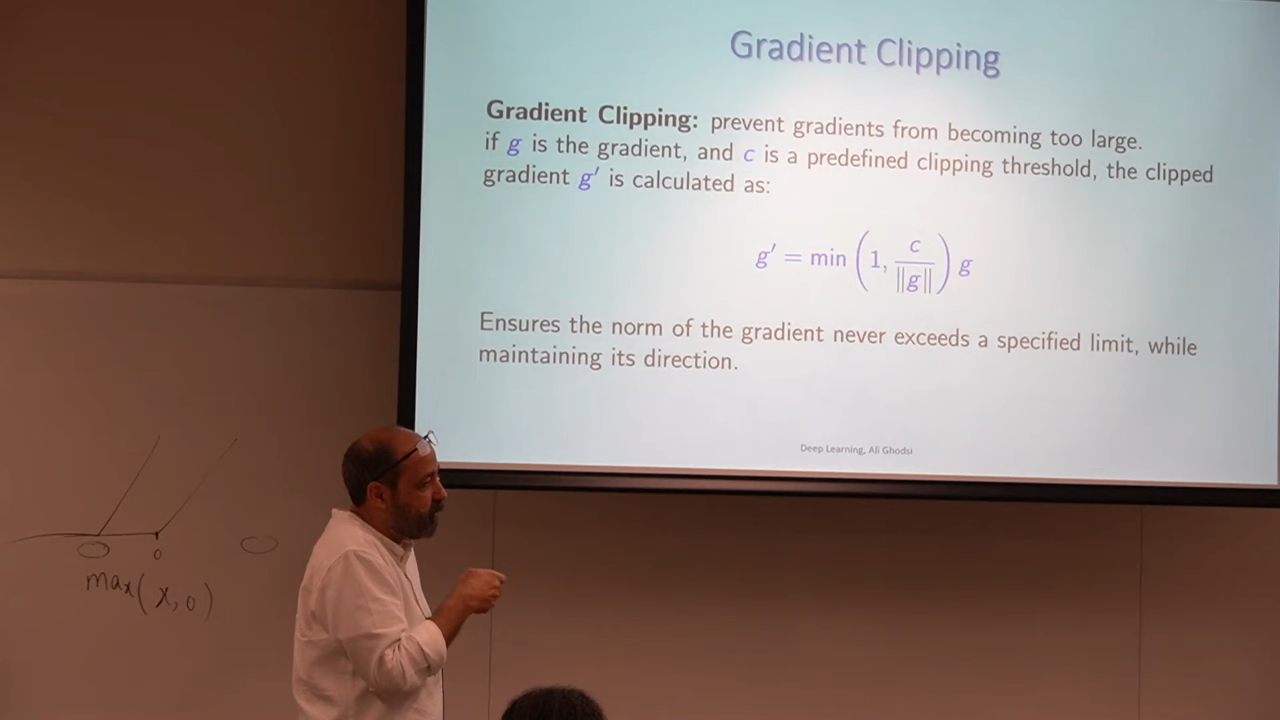 Gradient Clipping
Gradient Clipping: prevent gradients from becoming too large.
if g is the gradient, and c is a predefined clipping threshold, the clipped
gradient g′ is calculated as:
g′ = min (1, c/‖g‖) g
Ensures the norm of the gradient never exceeds a specified limit, while
maintaining its direction.
Deep Learning, Ali Ghodsi
0
max(x,0)